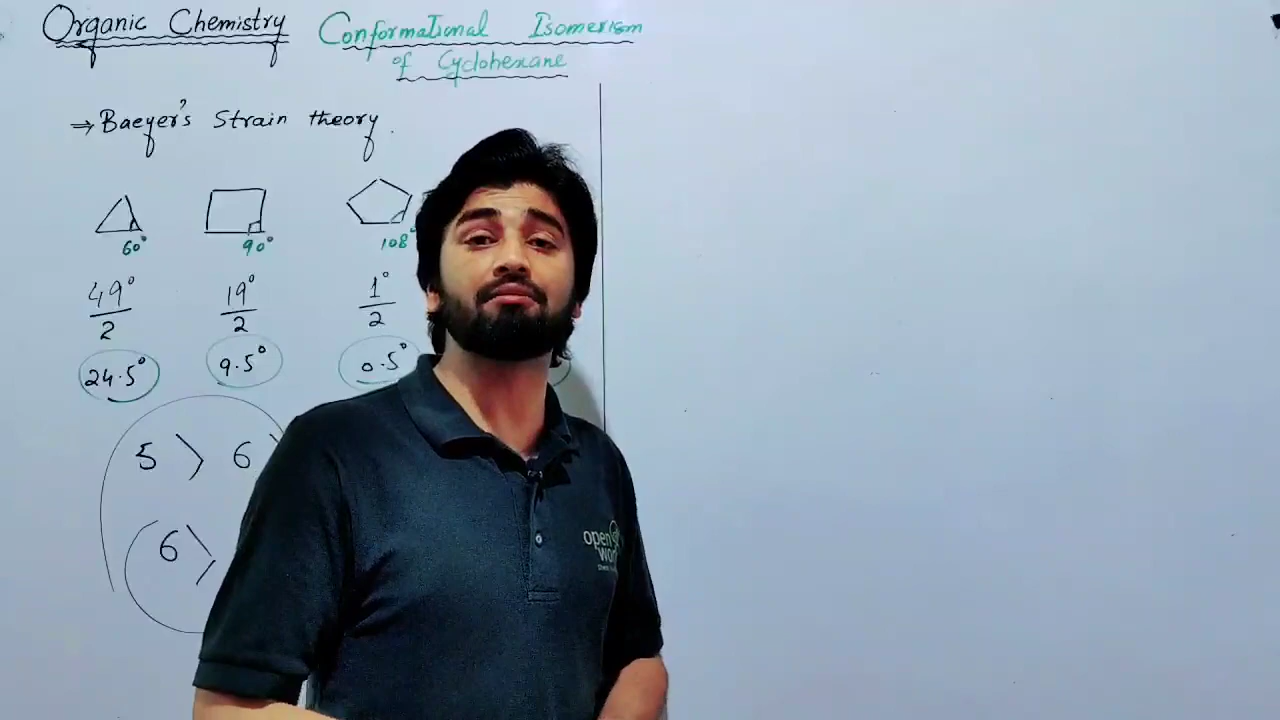 Organic Chemistry Conformational Isomerism
of Cyclohexane
⇒ Baeyer's Strain theory.
60° 90° 108°
49°/2 19°/2 1°/2
24.5° 9.5° 0.5°
5 > 6 >
6 >
open